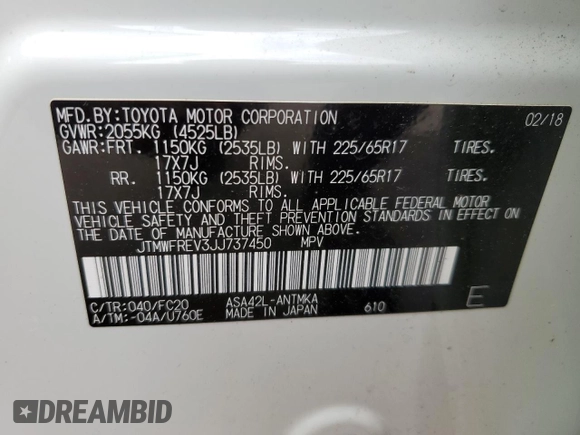 MFD.BY:TOYOTA MOTOR CORPORATION 02/18
GVWR:2055KG (4525LB)
GAWR:FRT. 1150KG (2535LB) WITH 225/65R17 TIRES.
17X7J RIMS.
RR. 1150KG (2535LB) WITH 225/65R17 TIRES.
17X7J RIMS.
THIS VEHICLE CONFORMS TO ALL APPLICABLE FEDERAL MOTOR
VEHICLE SAFETY AND THEFT PREVENTION STANDARDS IN EFFECT ON
THE DATE OF MANUFACTURE SHOWN ABOVE.
JTMWFREV3JJ737450 MPV
C/TR:040/FC20 ASA42L-ANTMKA 610 E
A/TM:-04A/U760E MADE IN JAPAN
DREAMBID